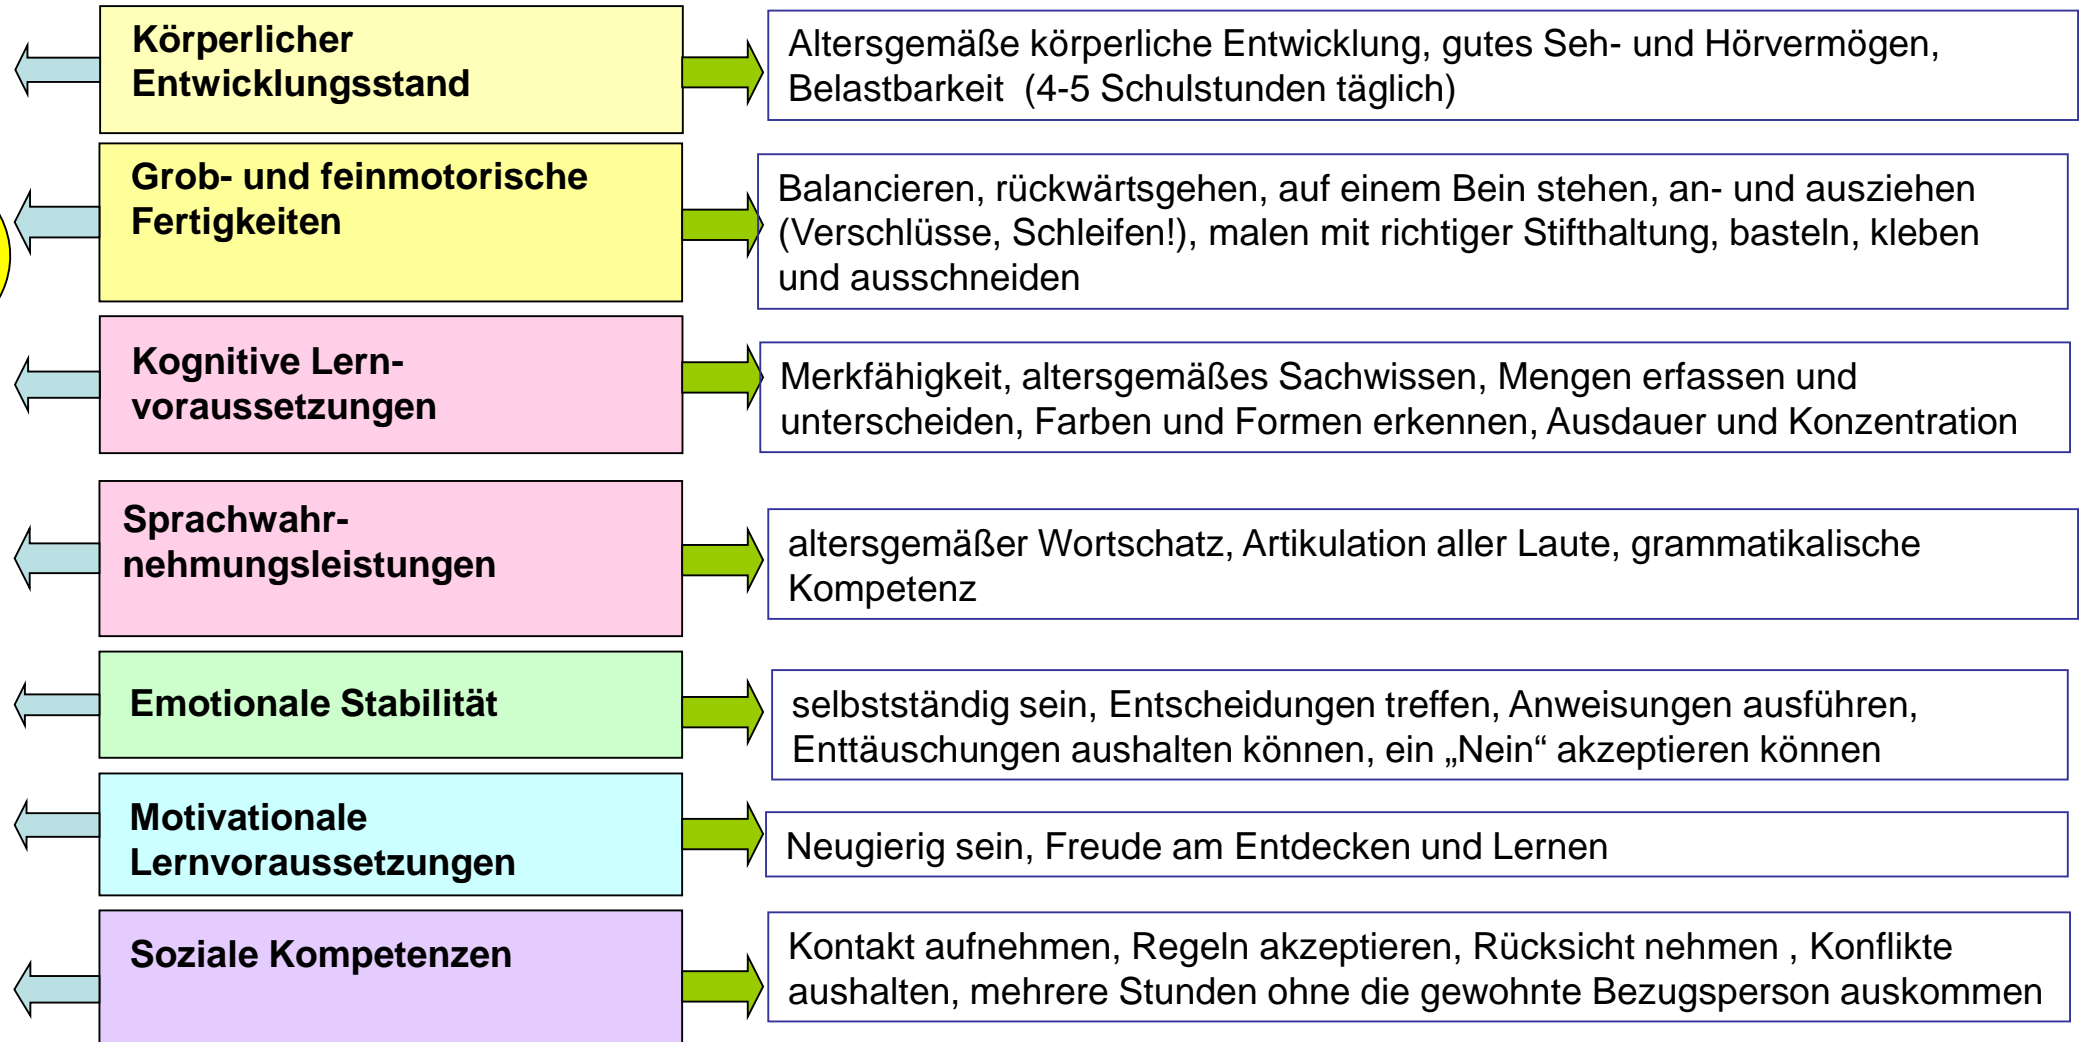 Körperlicher
Entwicklungsstand
Altersgemäße körperliche Entwicklung, gutes Seh- und Hörvermögen,
Belastbarkeit (4-5 Schulstunden täglich)
Grob- und feinmotorische
Fertigkeiten
Balancieren, rückwärtsgehen, auf einem Bein stehen, an- und ausziehen
(Verschlüsse, Schleifen!), malen mit richtiger Stifthaltung, basteln, kleben
und ausschneiden
Kognitive Lern-
voraussetzungen
Merkfähigkeit, altersgemäßes Sachwissen, Mengen erfassen und
unterscheiden, Farben und Formen erkennen, Ausdauer und Konzentration
Sprachwahr-
nehmungsleistungen
altersgemäßer Wortschatz, Artikulation aller Laute, grammatikalische
Kompetenz
Emotionale Stabilität
selbstständig sein, Entscheidungen treffen, Anweisungen ausführen,
Enttäuschungen aushalten können, ein „Nein“ akzeptieren können
Motivationale
Lernvoraussetzungen
Neugierig sein, Freude am Entdecken und Lernen
Soziale Kompetenzen
Kontakt aufnehmen, Regeln akzeptieren, Rücksicht nehmen , Konflikte
aushalten, mehrere Stunden ohne die gewohnte Bezugsperson auskommen